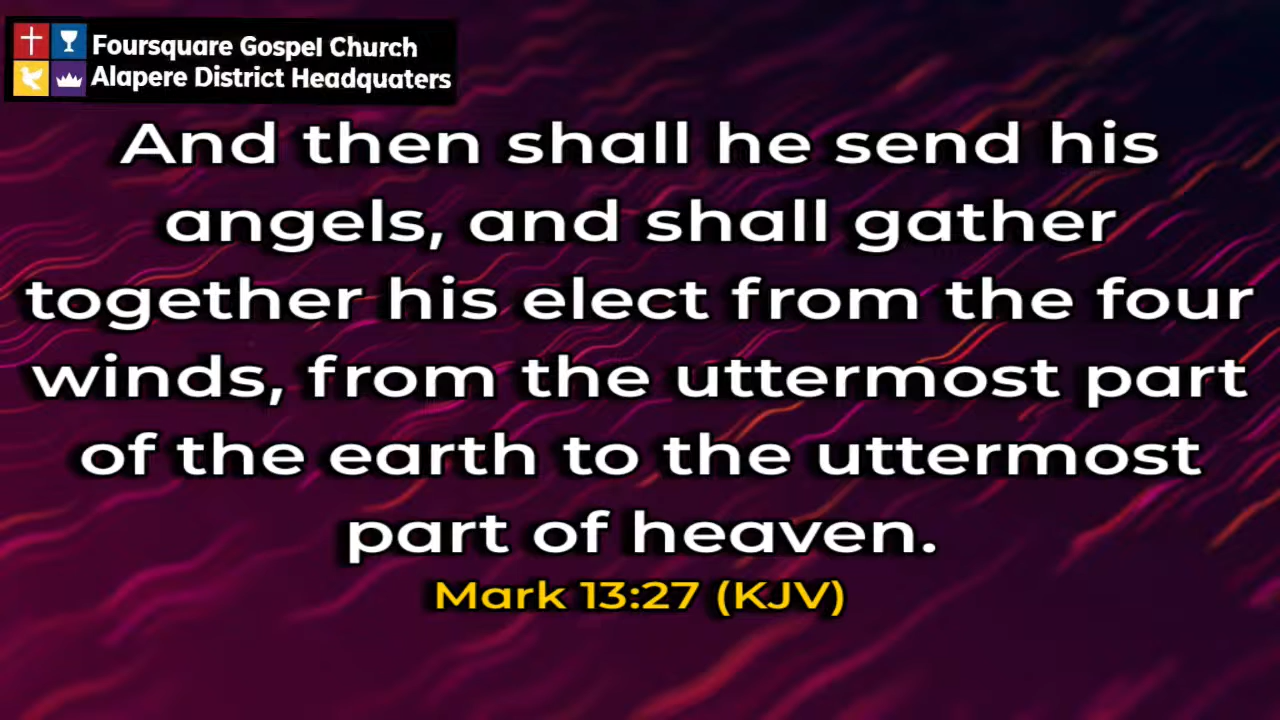 Foursquare Gospel Church
Alapere District Headquaters
And then shall he send his
angels, and shall gather
together his elect from the four
winds, from the uttermost part
of the earth to the uttermost
part of heaven.
Mark 13:27 (KJV)